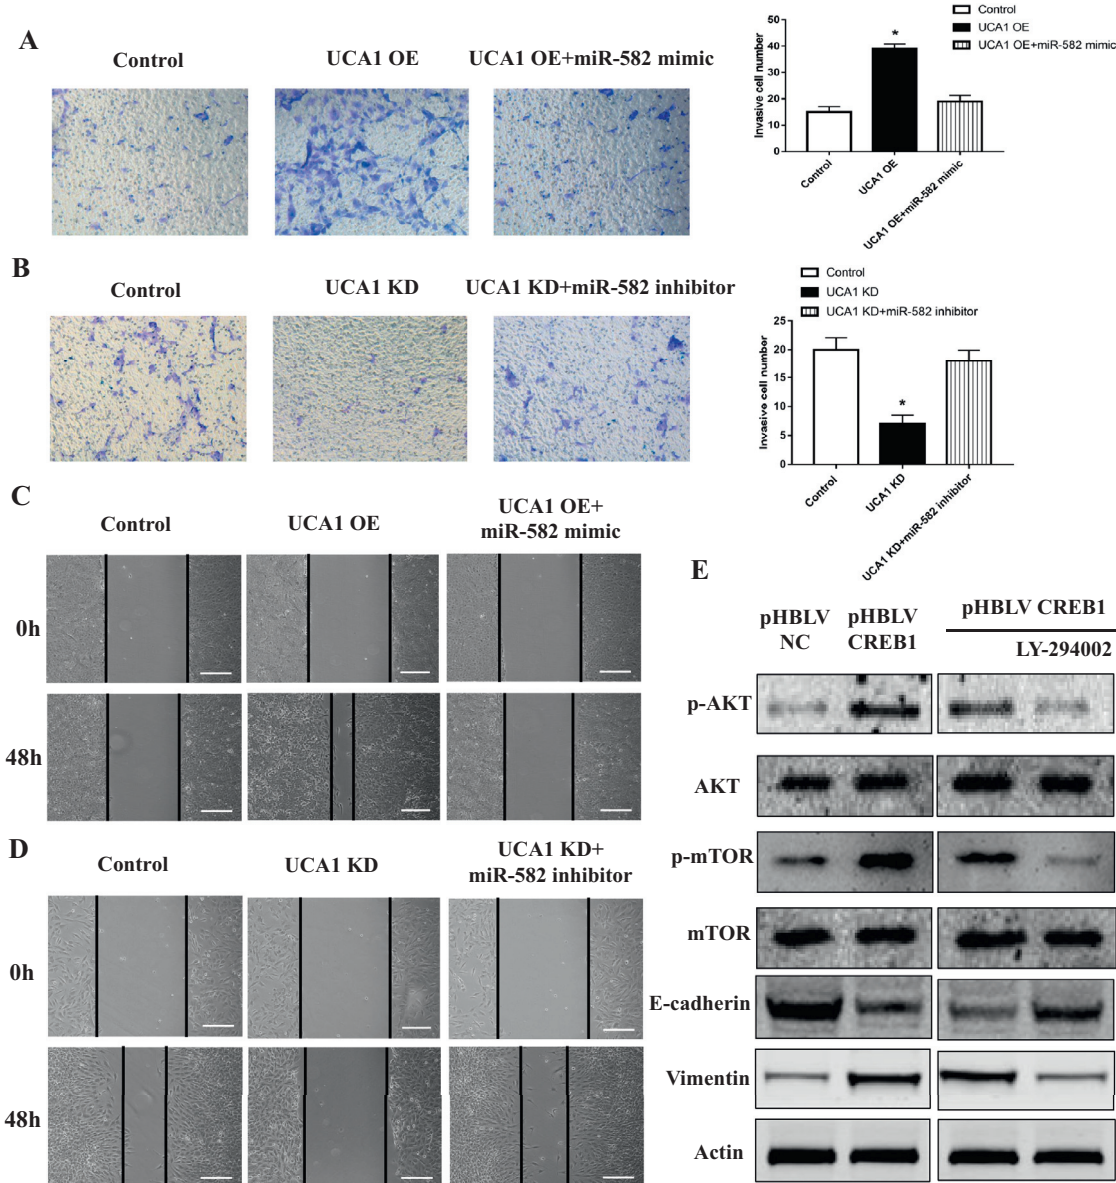 A
Control
UCA1 OE
UCA1 OE+miR-582 mimic
Control
UCA1 OE
UCA1 OE+miR-582 mimic
Invasive cell number
50
40
30
20
10
0
Control
UCA1 OE
UCA1 OE+miR-582 mimic
*
B
Control
UCA1 KD
UCA1 KD+miR-582 inhibitor
Control
UCA1 KD
UCA1 KD+miR-582 inhibitor
Invasive cell number
25
20
15
10
5
0
Control
UCA1 KD
UCA1 KD+miR-582 inhibitor
*
C
Control
UCA1 OE
UCA1 OE+
miR-582 mimic
0h
48h
D
Control
UCA1 KD
UCA1 KD+
miR-582 inhibitor
0h
48h
E
pHBLV
NC
pHBLV
CREB1
pHBLV CREB1
LY-294002
p-AKT
AKT
p-mTOR
mTOR
E-cadherin
Vimentin
Actin